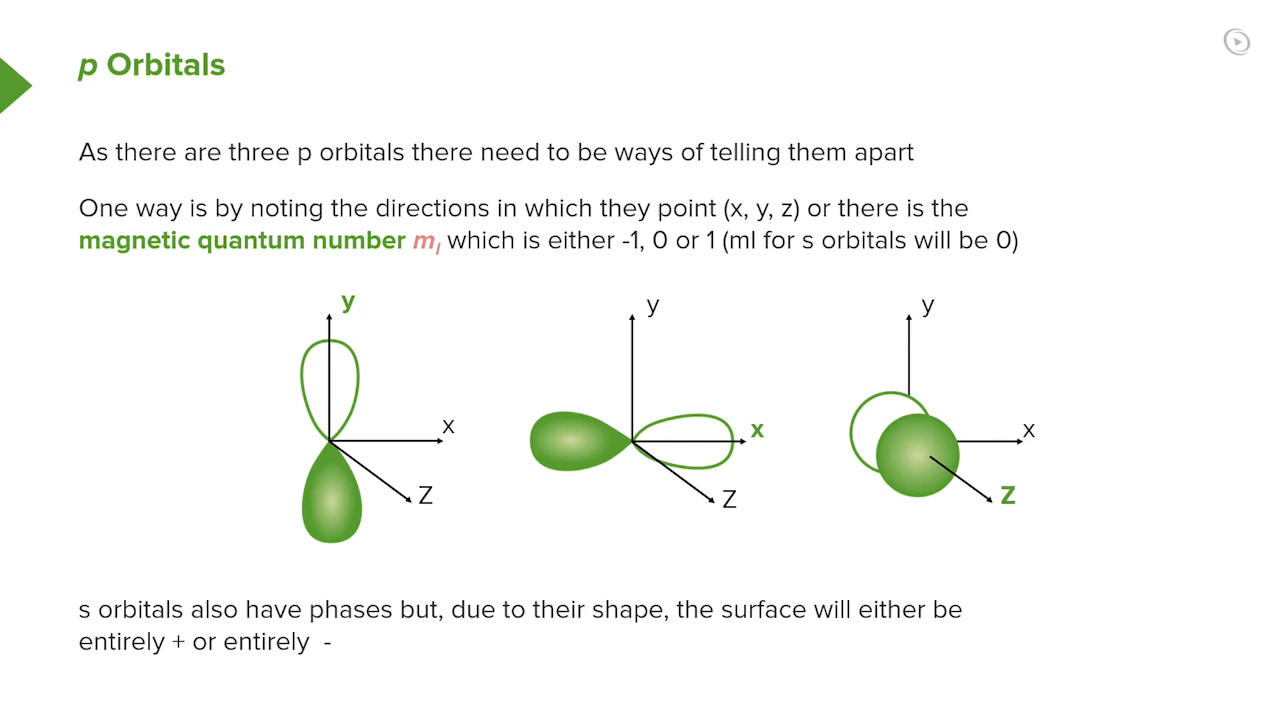 p Orbitals
As there are three p orbitals there need to be ways of telling them apart
One way is by noting the directions in which they point (x, y, z) or there is the
magnetic quantum number ml which is either -1, 0 or 1 (ml for s orbitals will be 0)
y
x
Z
y
x
Z
y
x
Z
s orbitals also have phases but, due to their shape, the surface will either be
entirely + or entirely -